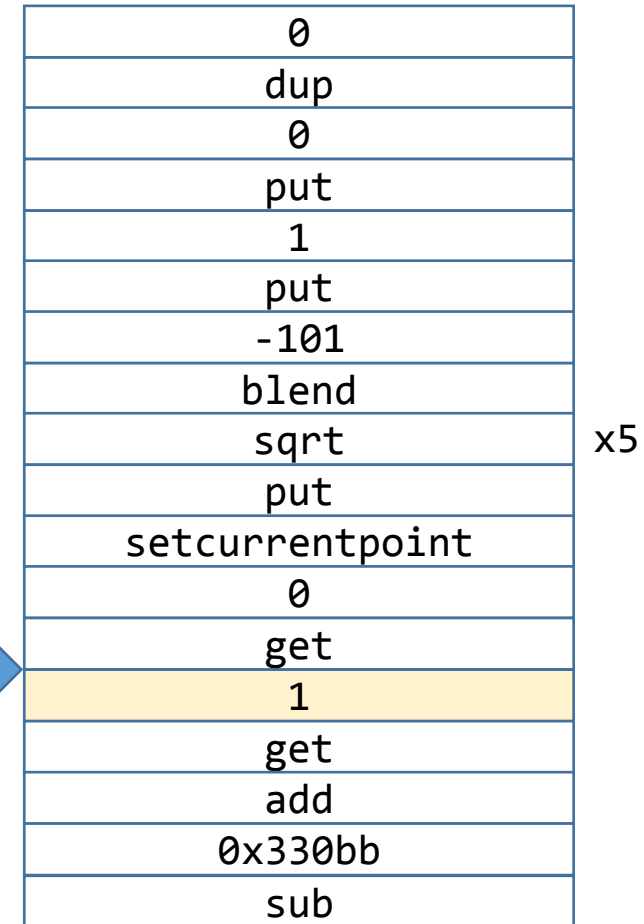 0
dup
0
put
1
put
-101
blend
sqrt x5
put
setcurrentpoint
0
get
1
get
add
0x330bb
sub